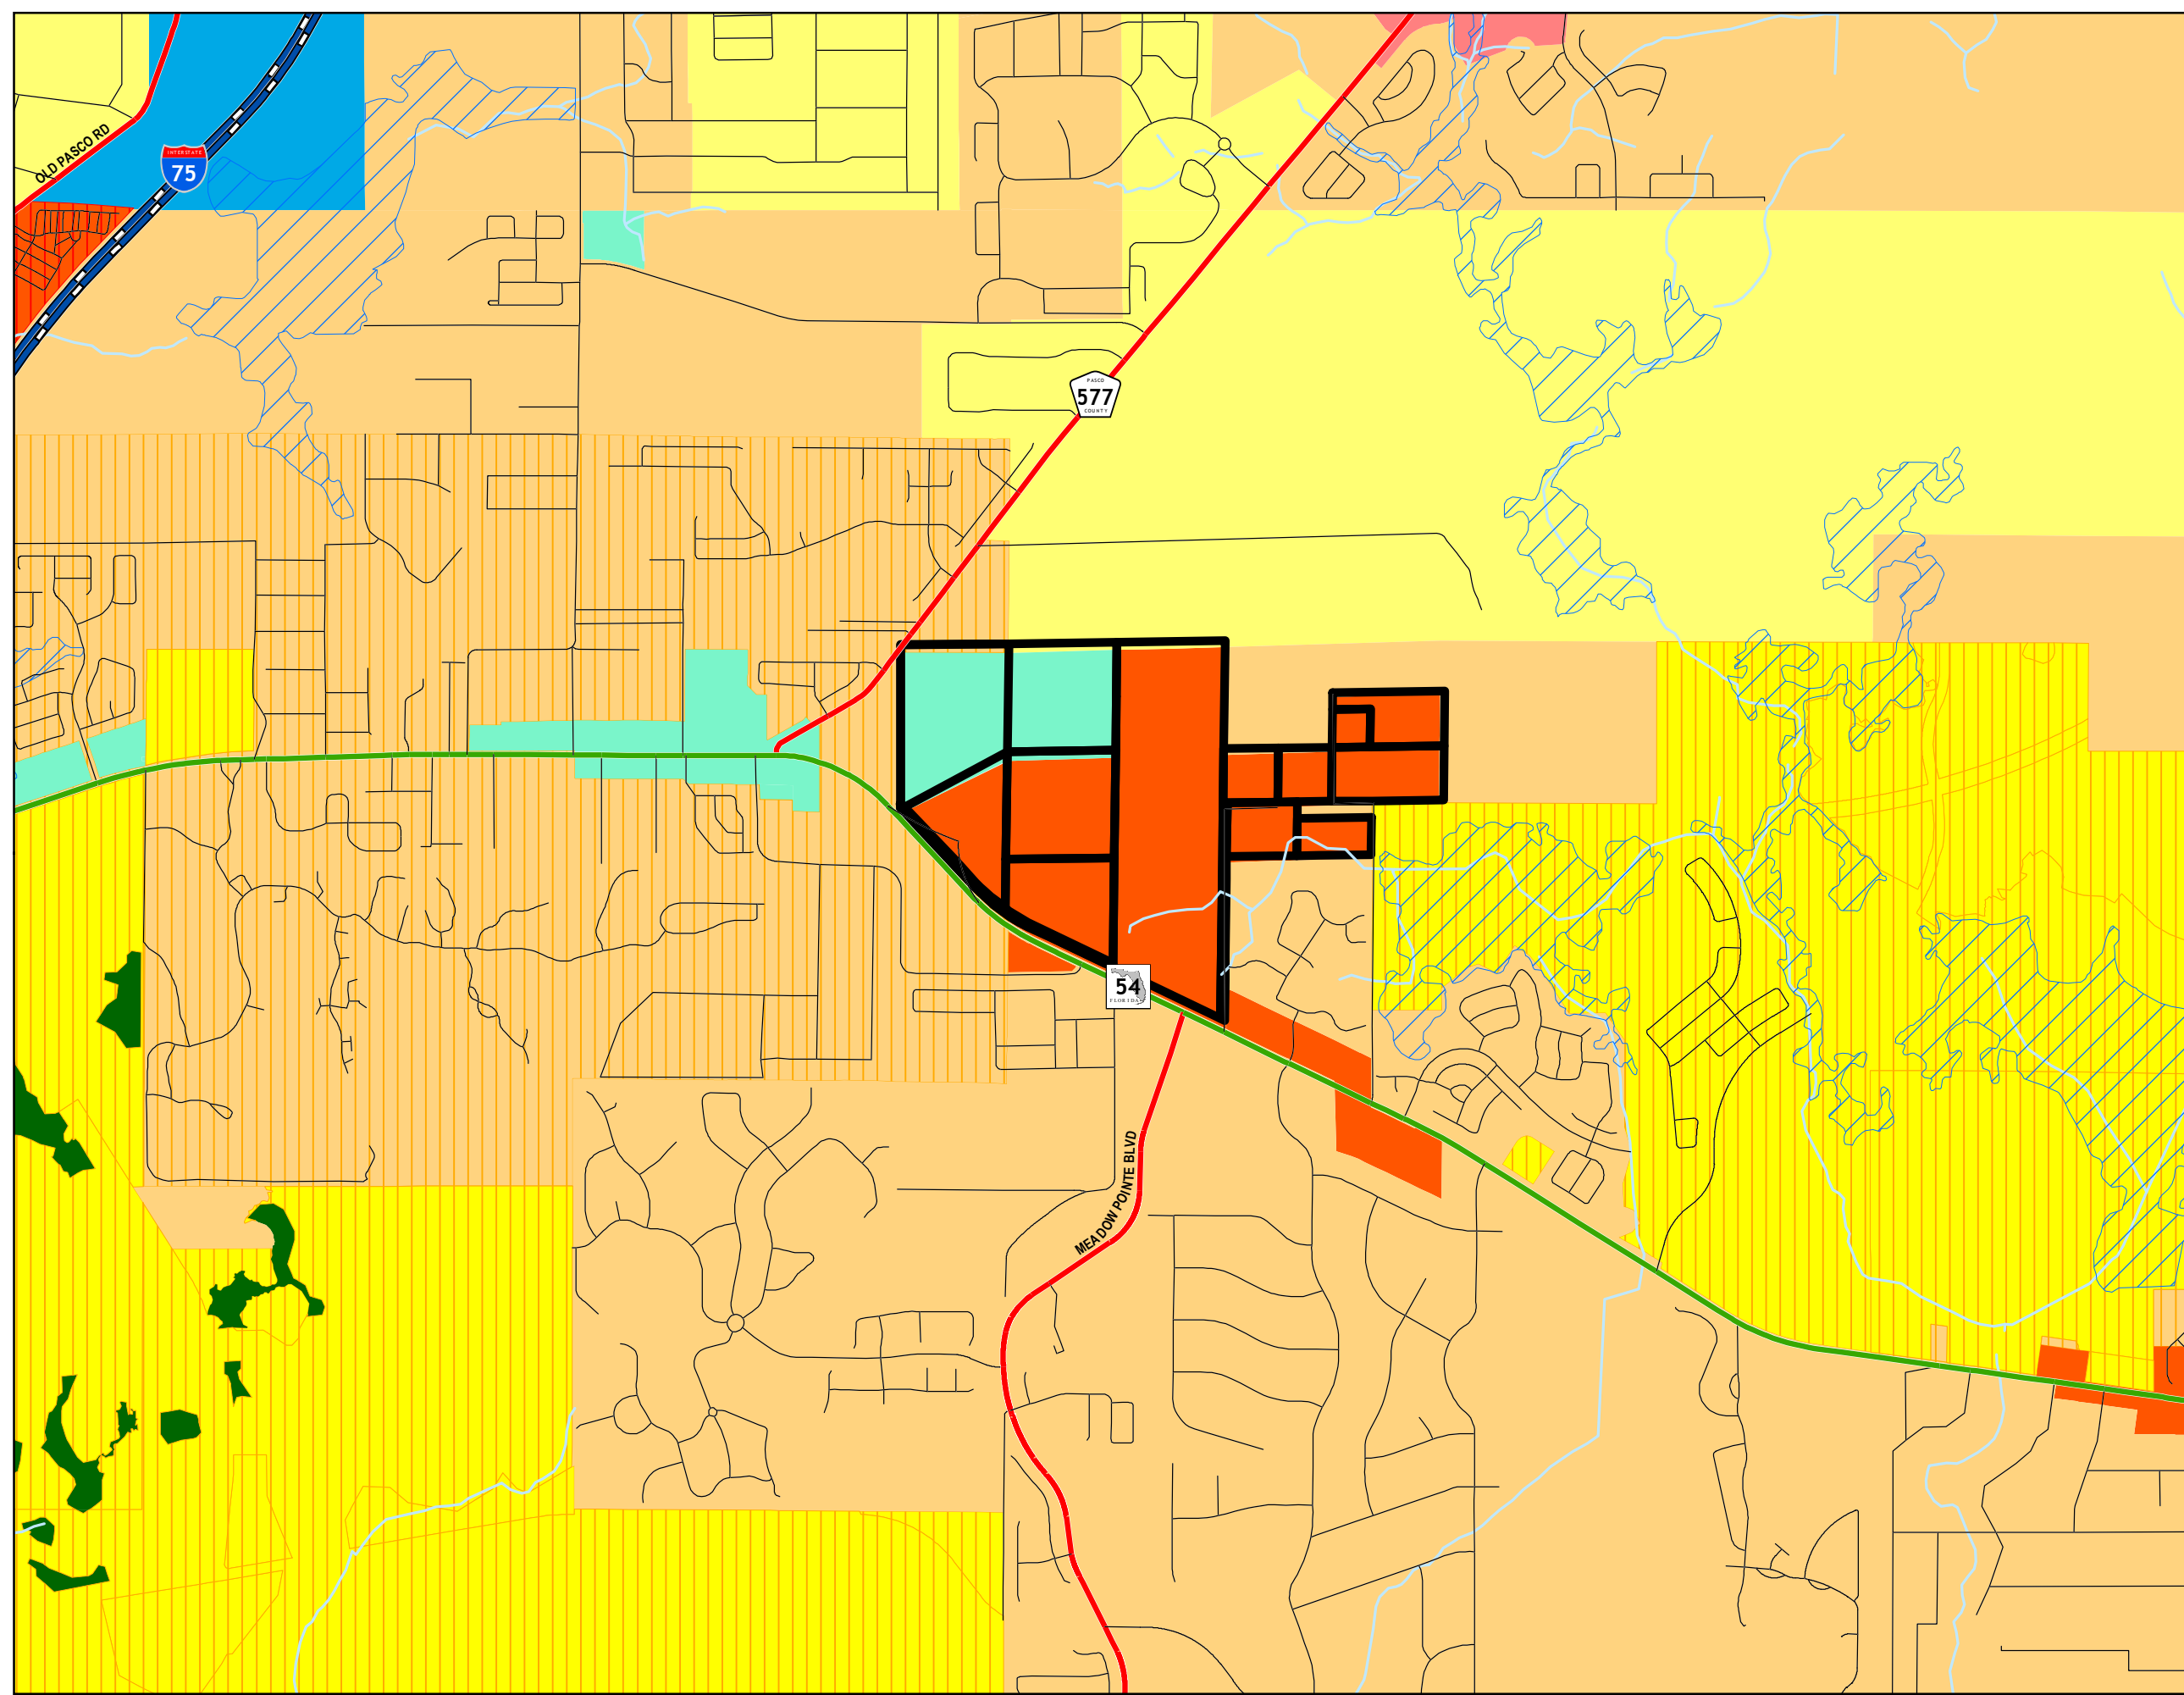 OLD PASCO RD
INTERSTATE
75
PASCO
577
COUNTY
54
FLORIDA
MEADOW POINTE BLVD